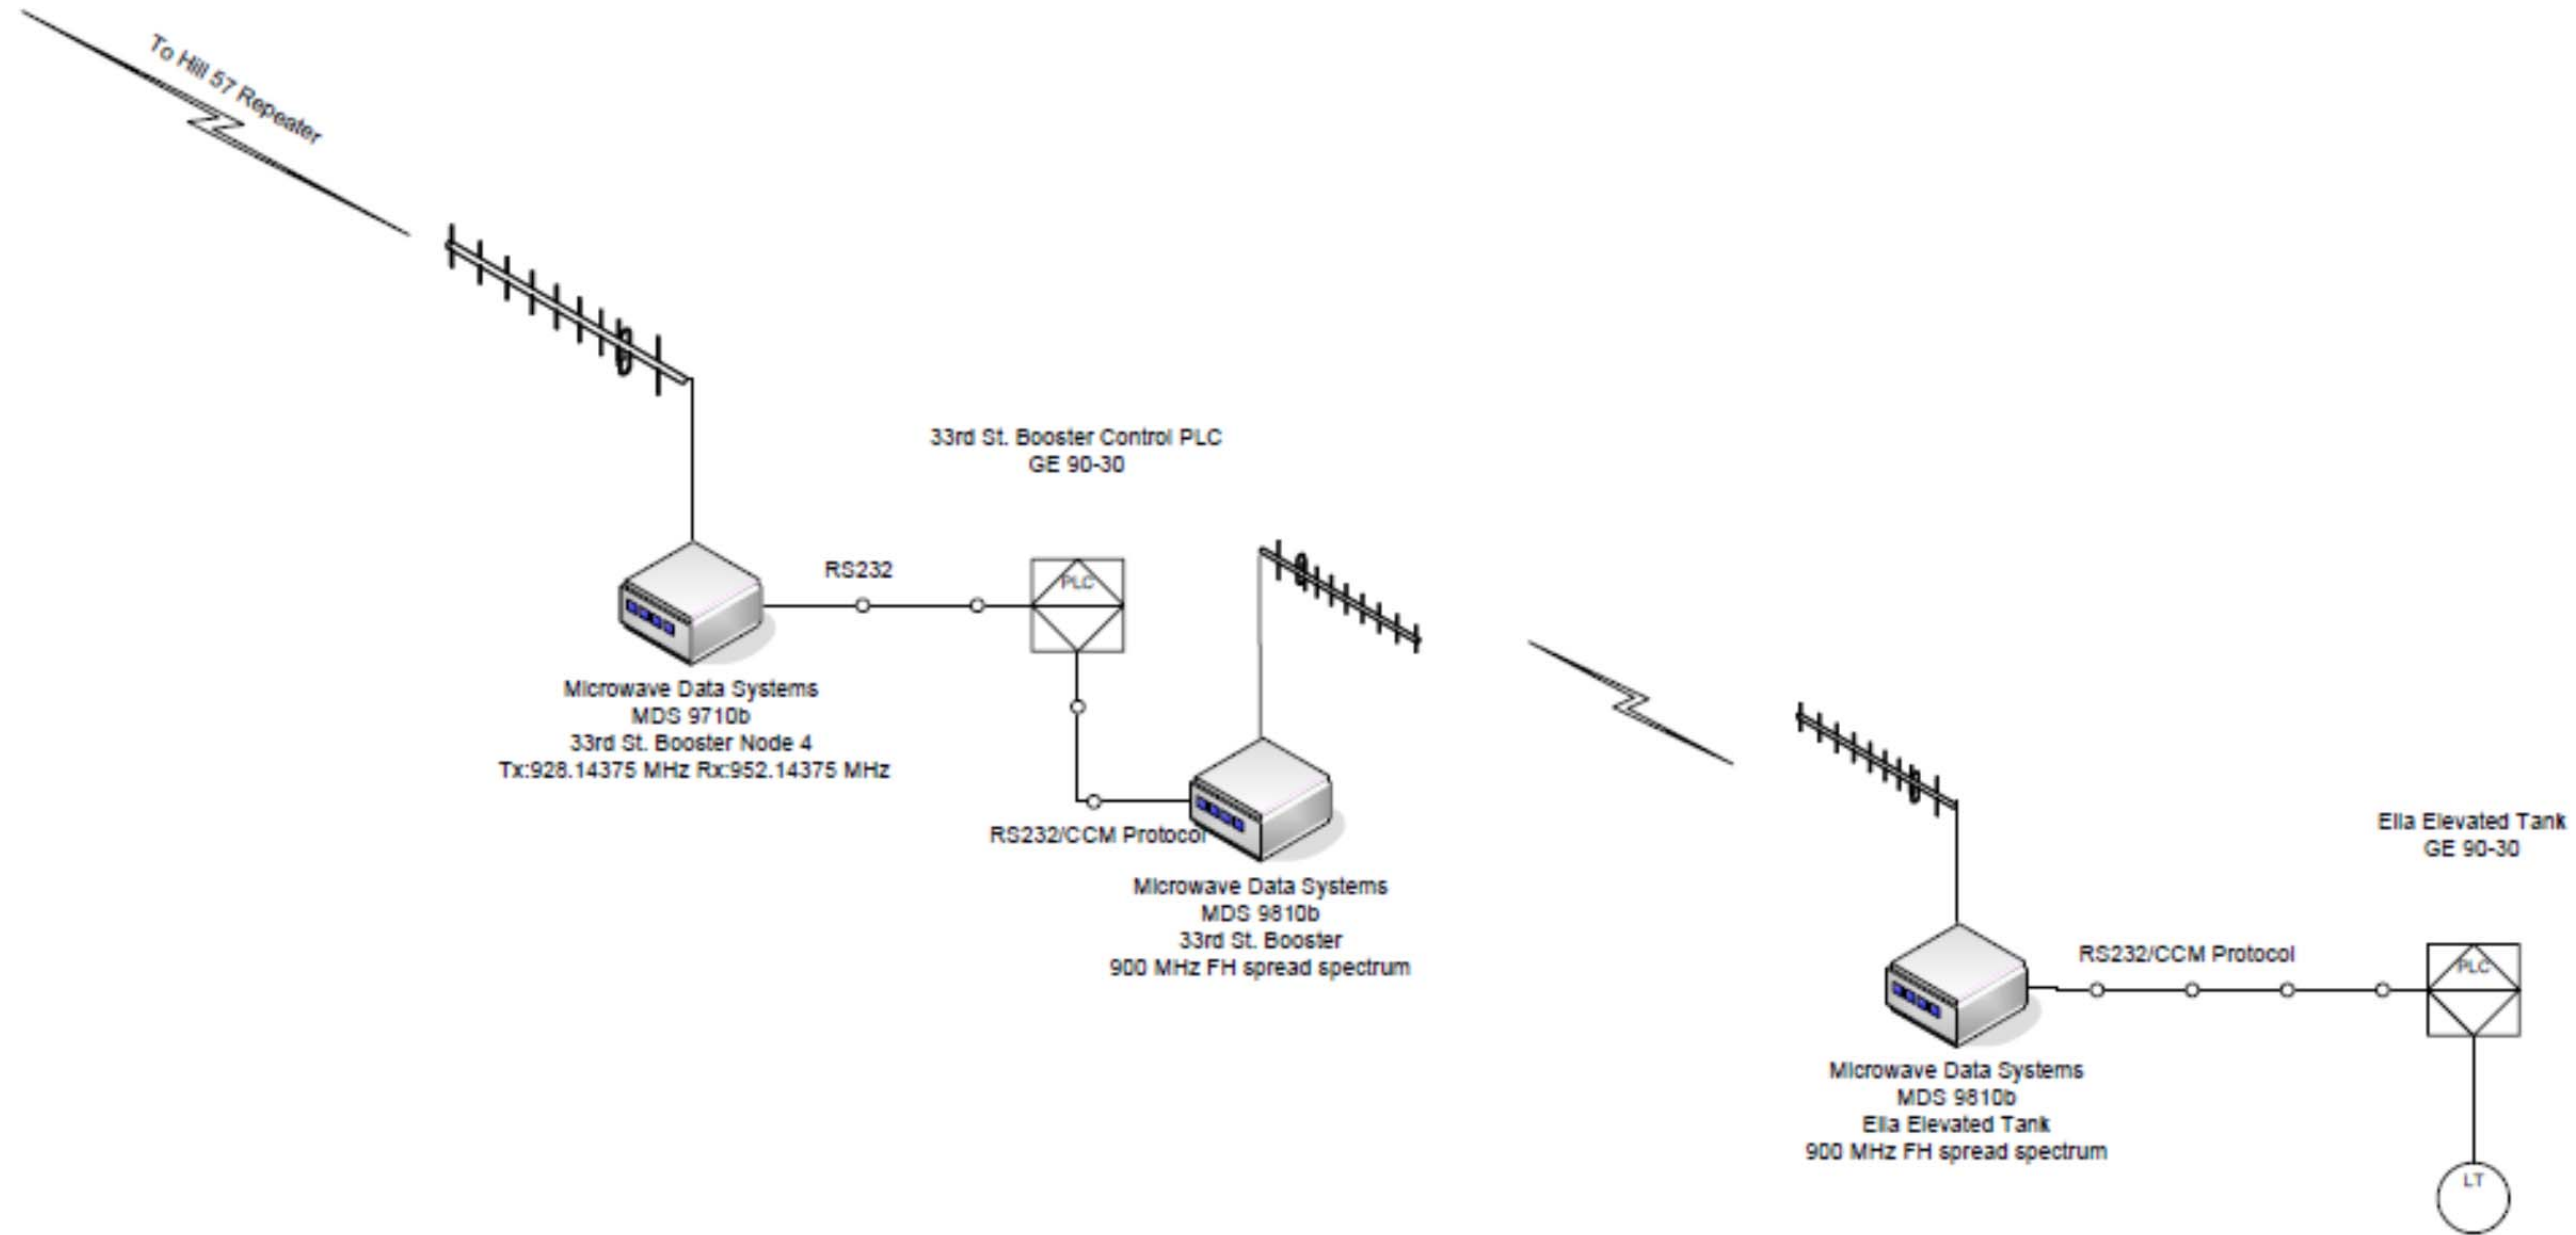 To Hill 57 Repeater
33rd St. Booster Control PLC
GE 90-30
RS232
PLC
Microwave Data Systems
MDS 9710b
33rd St. Booster Node 4
Tx:928.14375 MHz Rx:952.14375 MHz
RS232/CCM Protocol
Microwave Data Systems
MDS 9810b
33rd St. Booster
900 MHz FH spread spectrum
Ella Elevated Tank
GE 90-30
RS232/CCM Protocol
PLC
Microwave Data Systems
MDS 9810b
Ella Elevated Tank
900 MHz FH spread spectrum
LT